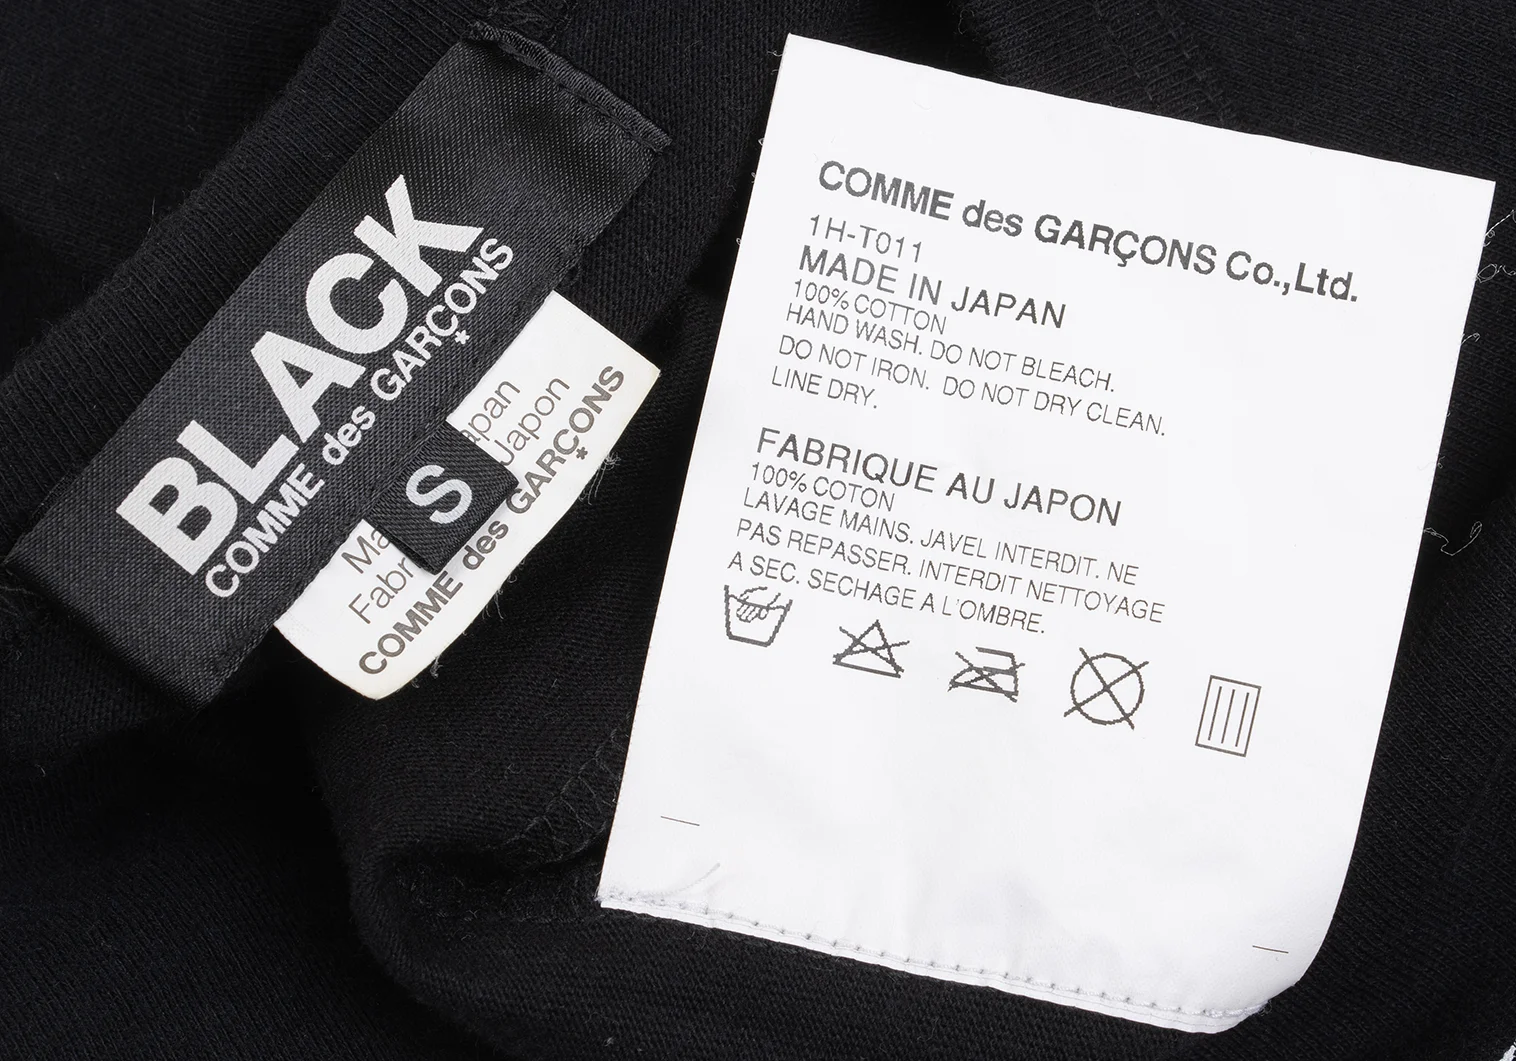 BLACK
COMME des GARÇONS
S
Japon
COMME des GARÇONS
COMME des GARÇONS Co.,Ltd.
1H-T011
MADE IN JAPAN
100% COTTON
HAND WASH. DO NOT BLEACH.
DO NOT IRON. DO NOT DRY CLEAN.
LINE DRY.
FABRIQUE AU JAPON
100% COTON
LAVAGE MAINS. JAVEL INTERDIT. NE
PAS REPASSER. INTERDIT NETTOYAGE
A SEC. SECHAGE A L'OMBRE.